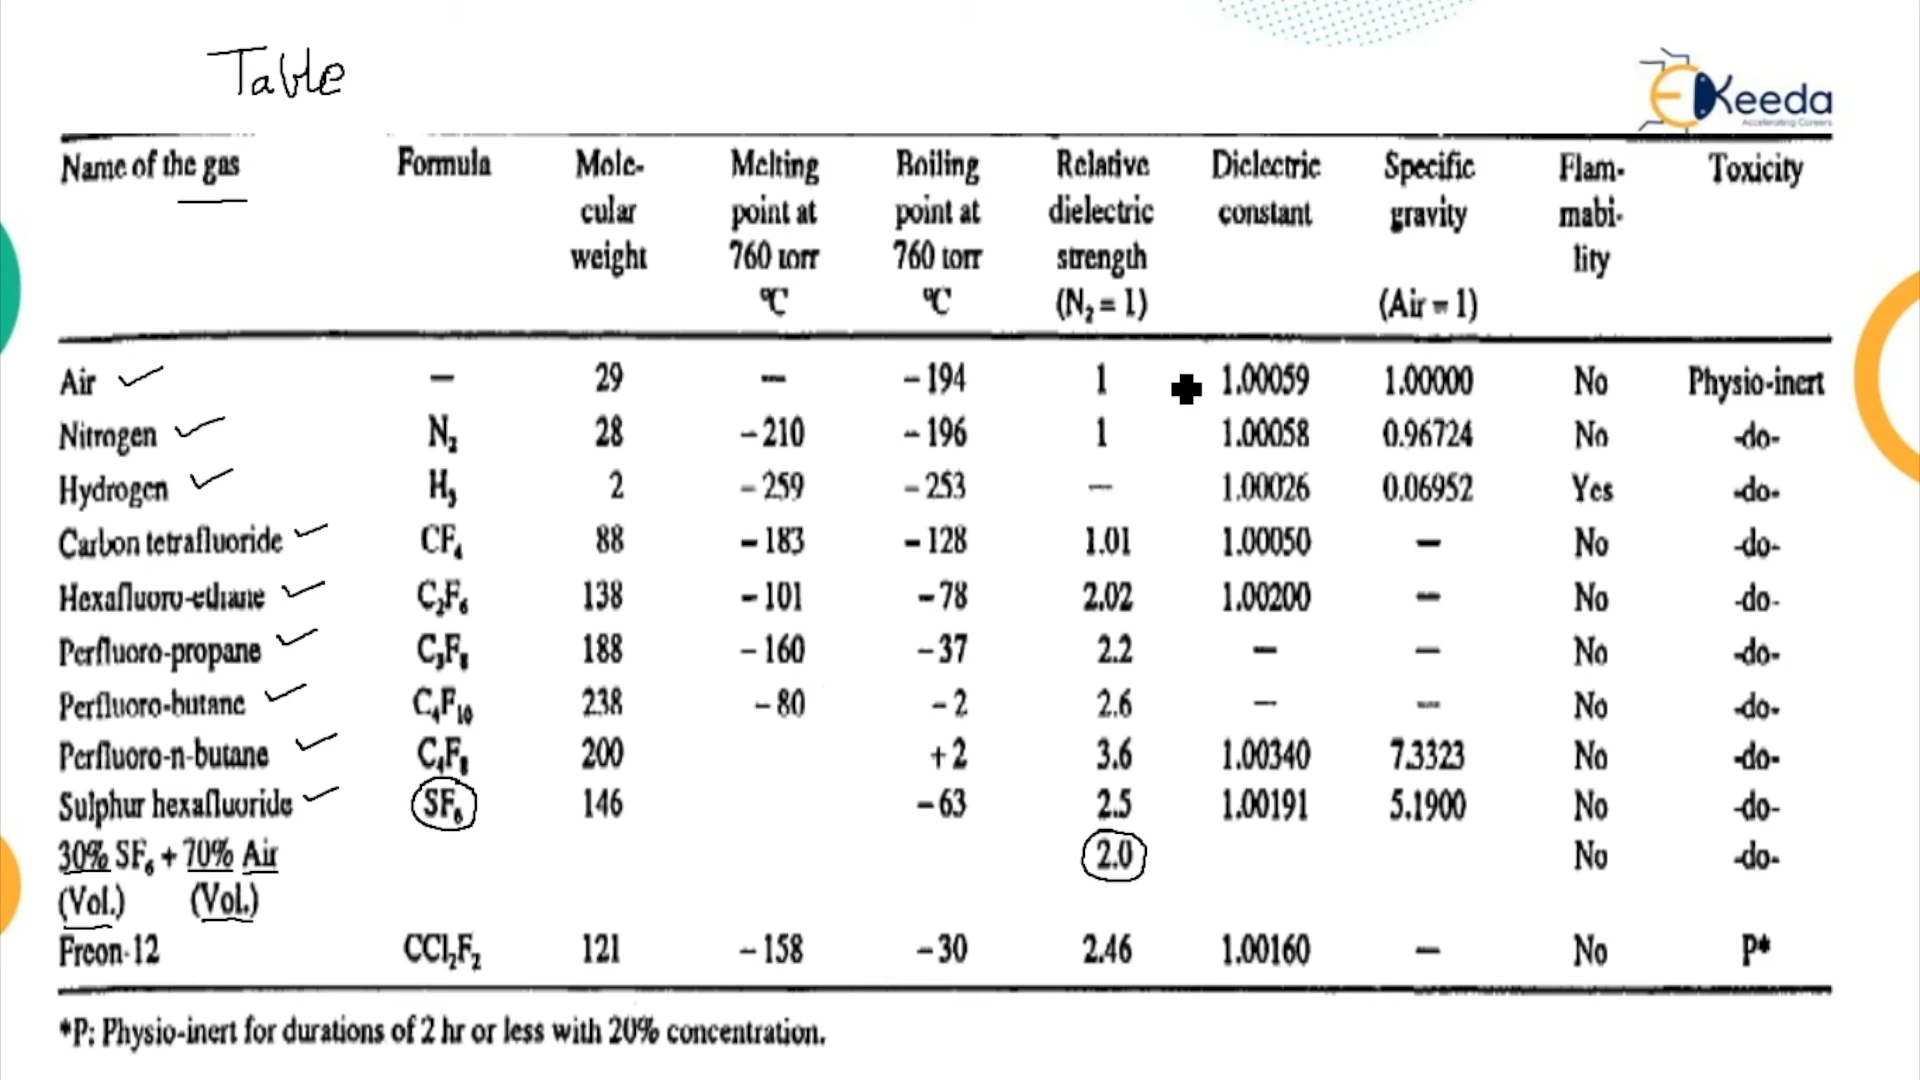 Table
EKeeda
Accelerating Careers
Name of the gas Formula Mole- Melting Boiling Relative Dielectric Specific Flam- Toxicity
cular point at point at dielectric constant gravity mabi-
weight 760 torr 760 torr strength lity
°C °C (N₂ = 1) (Air = 1)
Air — 29 — -194 1 1.00059 1.00000 No Physio-inert
Nitrogen N₂ 28 -210 -196 1 1.00058 0.96724 No -do-
Hydrogen H₃ 2 -259 -253 — 1.00026 0.06952 Yes -do-
Carbon tetrafluoride CF₄ 88 -183 -128 1.01 1.00050 — No -do-
Hexafluoro-ethane C₂F₆ 138 -101 -78 2.02 1.00200 — No -do-
Perfluoro-propane C₃F₈ 188 -160 -37 2.2 — — No -do-
Perfluoro-butane C₄F₁₀ 238 -80 -2 2.6 — — No -do-
Perfluoro-n-butane C₄F₈ 200 +2 3.6 1.00340 7.3323 No -do-
Sulphur hexafluoride SF₆ 146 -63 2.5 1.00191 5.1900 No -do-
30% SF₆ + 70% Air 2.0 No -do-
(Vol.) (Vol.)
Freon-12 CCl₂F₂ 121 -158 -30 2.46 1.00160 — No P*
*P: Physio-inert for durations of 2 hr or less with 20% concentration.